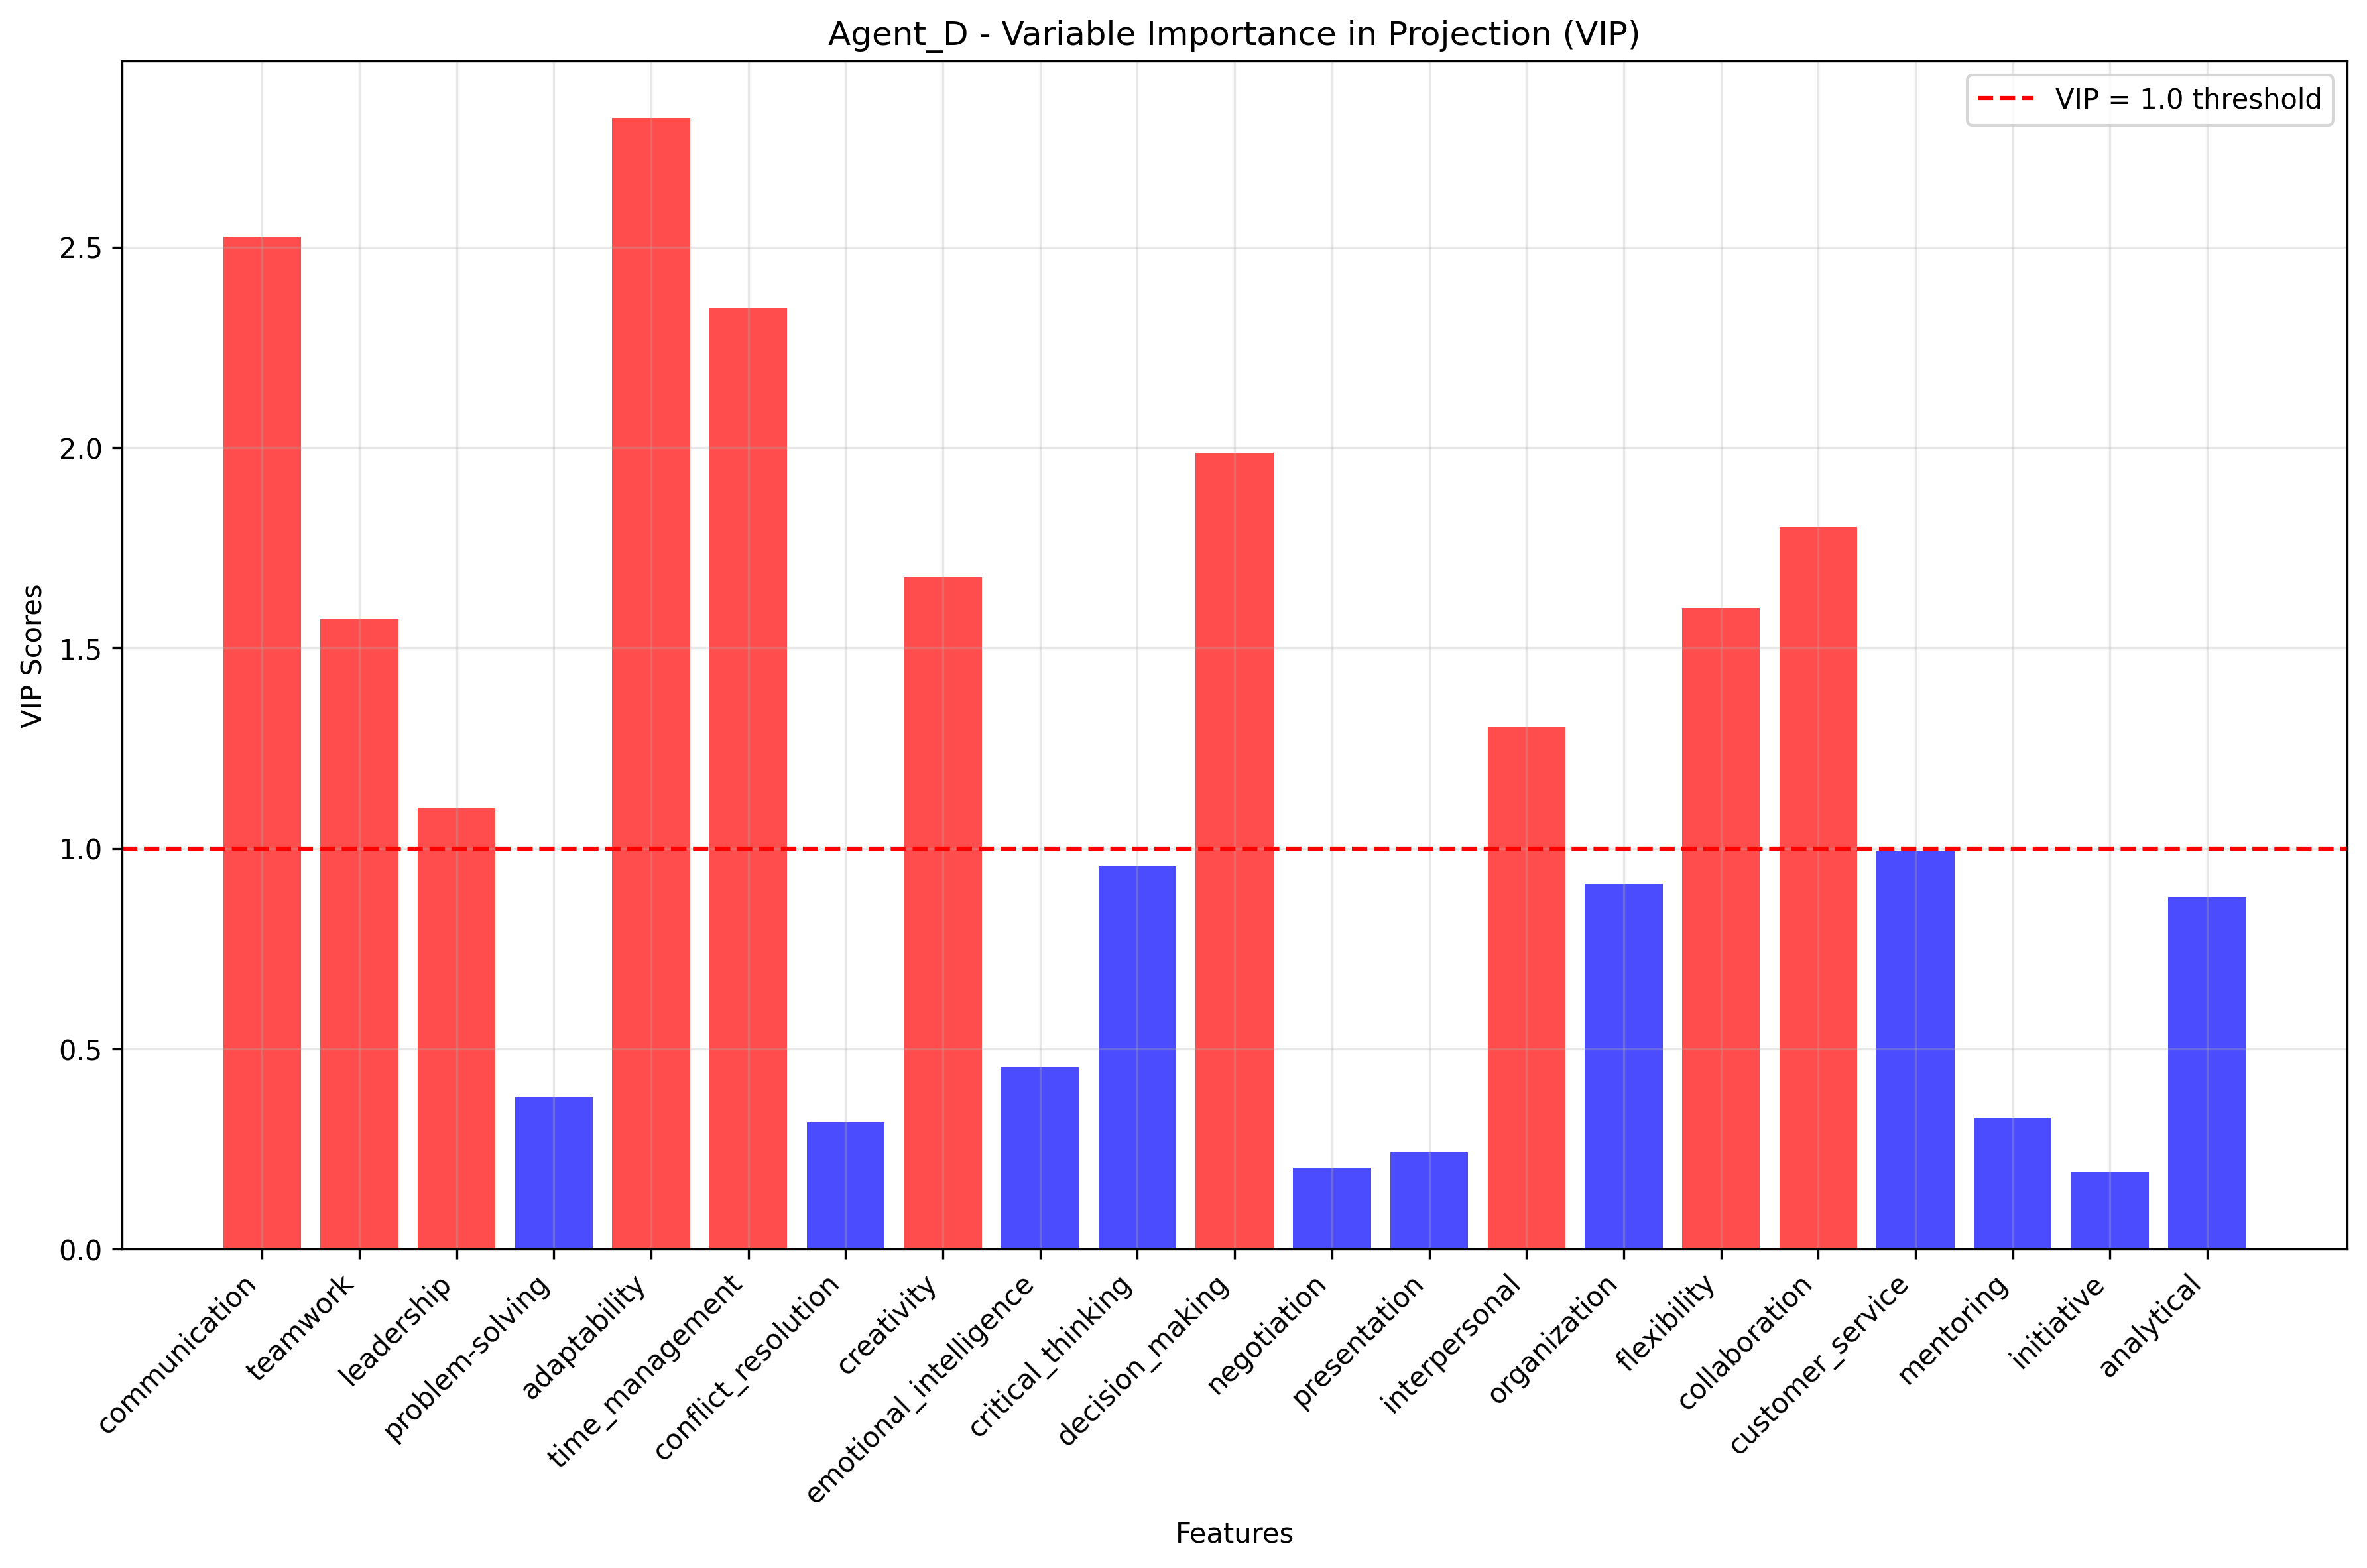 Agent_D - Variable Importance in Projection (VIP)
VIP = 1.0 threshold
VIP Scores
2.5
2.0
1.5
1.0
0.5
0.0
communication
teamwork
leadership
problem-solving
adaptability
time_management
conflict_resolution
creativity
emotional_intelligence
critical_thinking
decision_making
negotiation
presentation
interpersonal
organization
flexibility
collaboration
customer_service
mentoring
initiative
analytical
Features